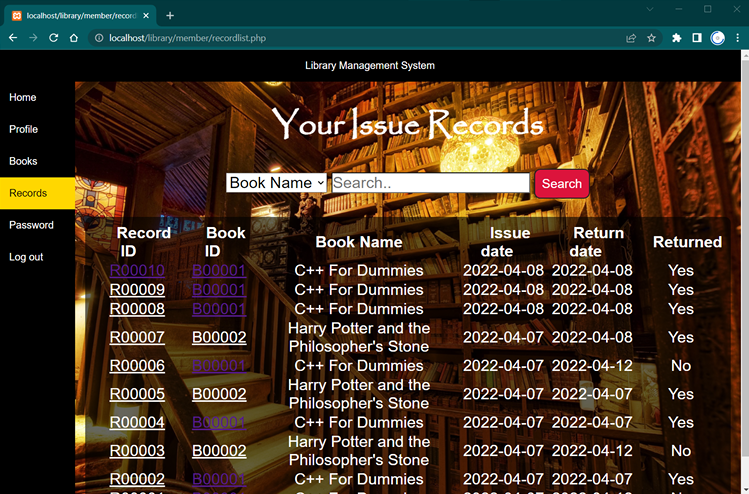 localhost/library/member/record
localhost/library/member/recordlist.php
Library Management System
Home
Profile
Books
Records
Password
Log out
Your Issue Records
Book Name Search.. Search
Record ID Book ID Book Name Issue date Return date Returned
R00010 B00001 C++ For Dummies 2022-04-08 2022-04-08 Yes
R00009 B00001 C++ For Dummies 2022-04-08 2022-04-08 Yes
R00008 B00001 C++ For Dummies 2022-04-08 2022-04-08 Yes
R00007 B00002 Harry Potter and the Philosopher's Stone 2022-04-07 2022-04-08 Yes
R00006 B00001 C++ For Dummies 2022-04-07 2022-04-12 No
R00005 B00002 Harry Potter and the Philosopher's Stone 2022-04-07 2022-04-07 Yes
R00004 B00001 C++ For Dummies 2022-04-07 2022-04-07 Yes
R00003 B00002 Harry Potter and the Philosopher's Stone 2022-04-07 2022-04-12 No
R00002 B00001 C++ For Dummies 2022-04-07 2022-04-07 Yes